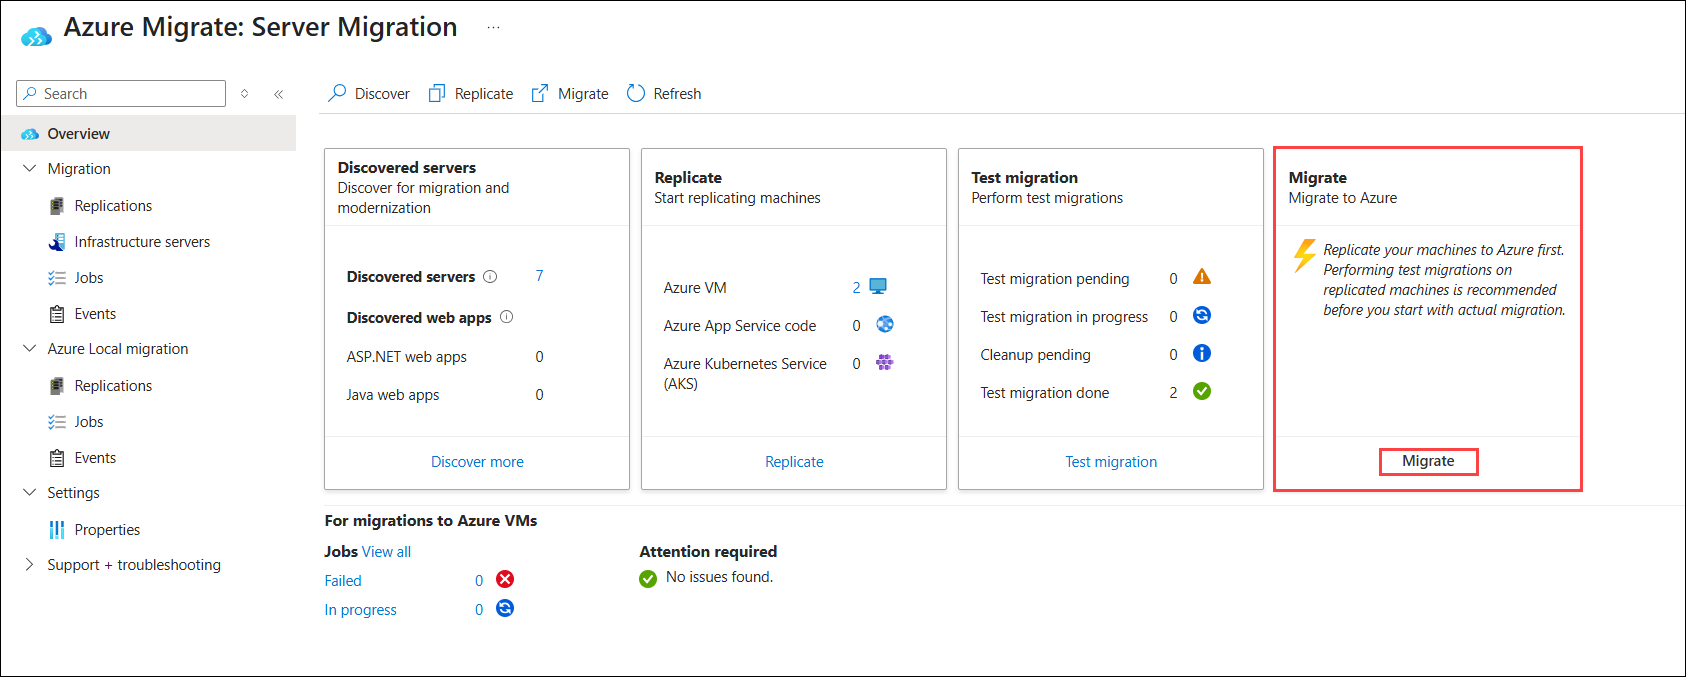 Azure Migrate: Server Migration ...
Search
Discover
Replicate
Migrate
Refresh
Overview
Migration
Replications
Infrastructure servers
Jobs
Events
Azure Local migration
Replications
Jobs
Events
Settings
Properties
Support + troubleshooting
Discovered servers
Discover for migration and
modernization
Discovered servers 7
Discovered web apps
ASP.NET web apps 0
Java web apps 0
Discover more
Replicate
Start replicating machines
Azure VM 2
Azure App Service code 0
Azure Kubernetes Service 0
(AKS)
Replicate
Test migration
Perform test migrations
Test migration pending 0
Test migration in progress 0
Cleanup pending 0
Test migration done 2
Test migration
Migrate
Migrate to Azure
Replicate your machines to Azure first.
Performing test migrations on
replicated machines is recommended
before you start with actual migration.
Migrate
For migrations to Azure VMs
Jobs View all
Failed 0
In progress 0
Attention required
No issues found.